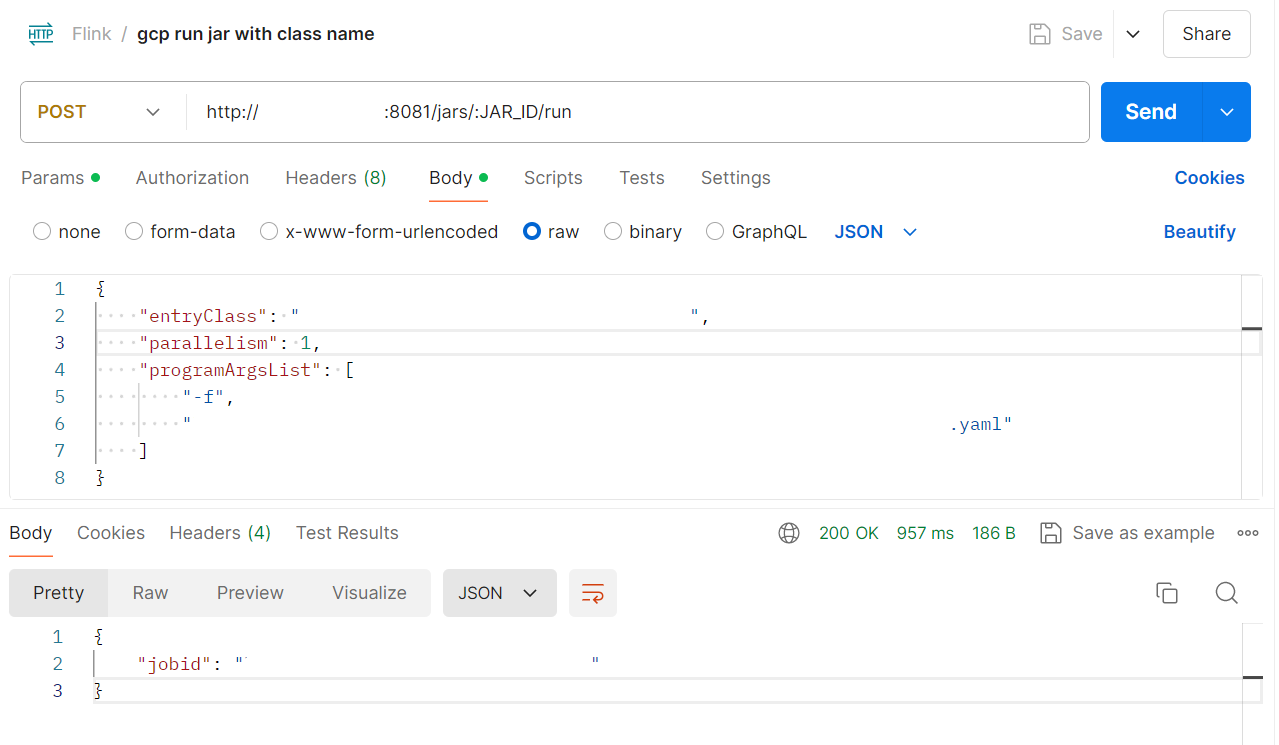 HTTP Flink / gcp run jar with class name Save Share
POST http:// :8081/jars/:JAR_ID/run Send
Params Authorization Headers (8) Body Scripts Tests Settings Cookies
none form-data x-www-form-urlencoded raw binary GraphQL JSON Beautify
1 {
2 "entryClass": " ",
3 "parallelism": 1,
4 "programArgsList": [
5 "-f",
6 " .yaml"
7 ]
8 }
Body Cookies Headers (4) Test Results 200 OK 957 ms 186 B Save as example
Pretty Raw Preview Visualize JSON
1 {
2 "jobid": " "
3 }